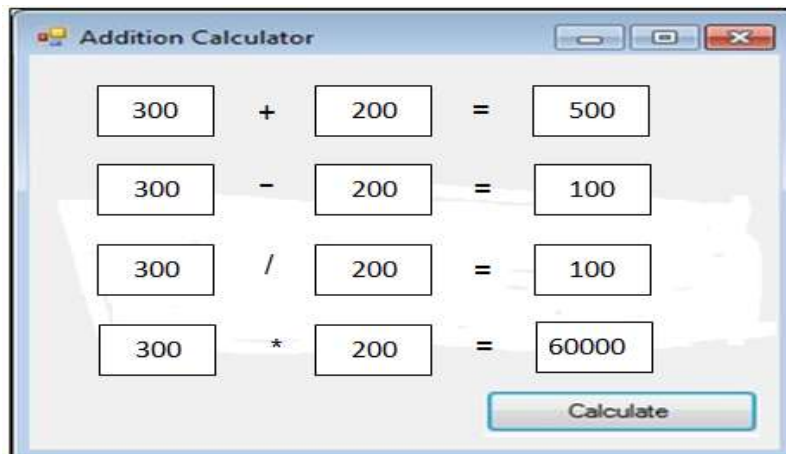 Addition Calculator
300 + 200 = 500
300 - 200 = 100
300 / 200 = 100
300 * 200 = 60000
Calculate